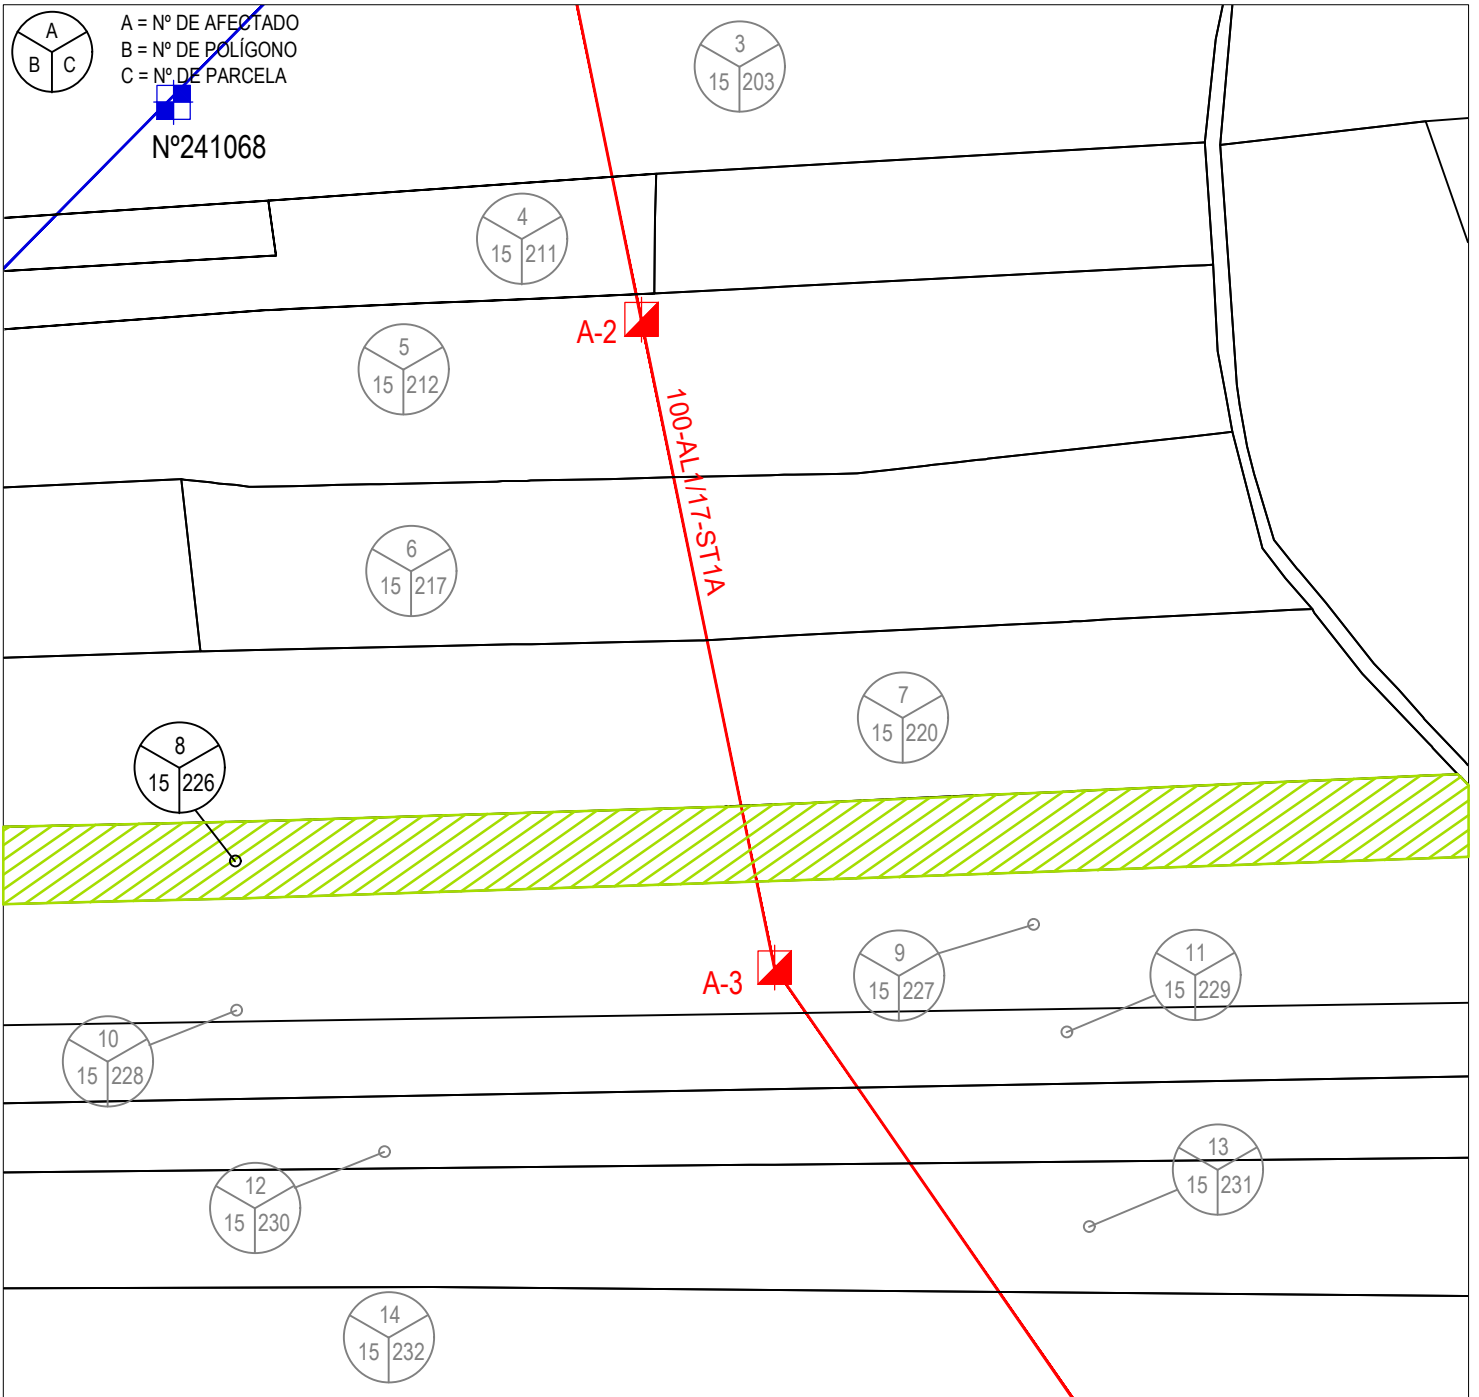 A
B C
A = Nº DE AFECTADO
B = Nº DE POLÍGONO
C = Nº DE PARCELA
Nº241068
3
15 203
4
15 211
A-2
5
15 212
100-AL1/17-ST1A
6
15 217
7
15 220
8
15 226
9
15 227
11
15 229
A-3
10
15 228
13
15 231
12
15 230
14
15 232